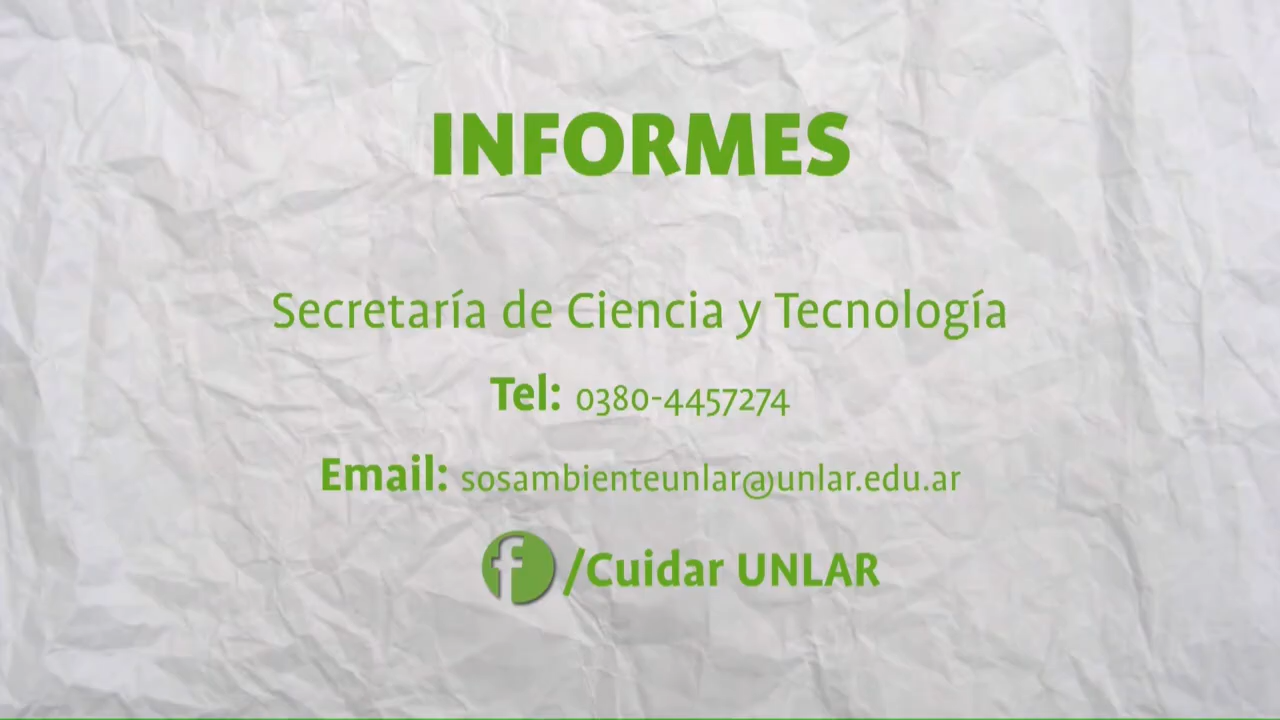 INFORMES
Secretaría de Ciencia y Tecnología
Tel: 0380-4457274
Email: sosambienteunlar@unlar.edu.ar
f /Cuidar UNLAR